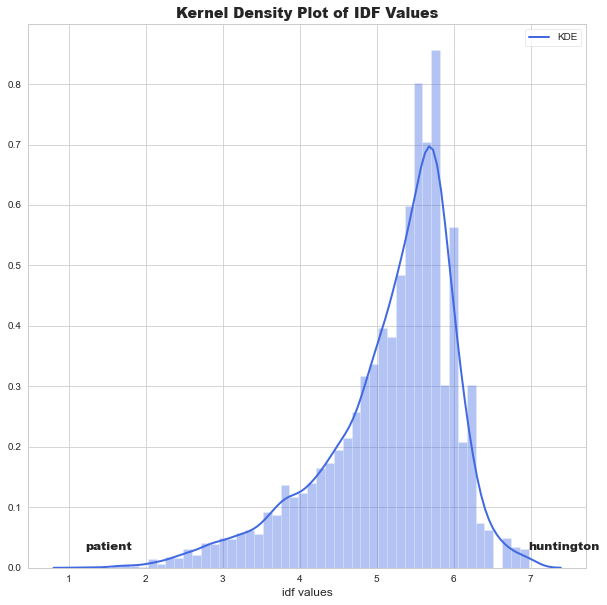 Kernel Density Plot of IDF Values
KDE
0.8
0.7
0.6
0.5
0.4
0.3
0.2
0.1
0.0
patient
huntington
1 2 3 4 5 6 7
idf values